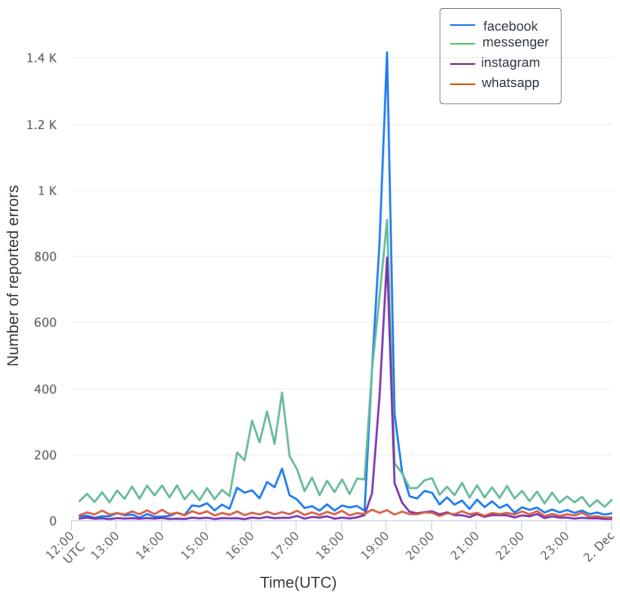 facebook
messenger
instagram
whatsapp
Number of reported errors
1.4 K
1.2 K
1 K
800
600
400
200
0
12:00 UTC
13:00
14:00
15:00
16:00
17:00
18:00
19:00
20:00
21:00
22:00
23:00
2. Dec
Time(UTC)